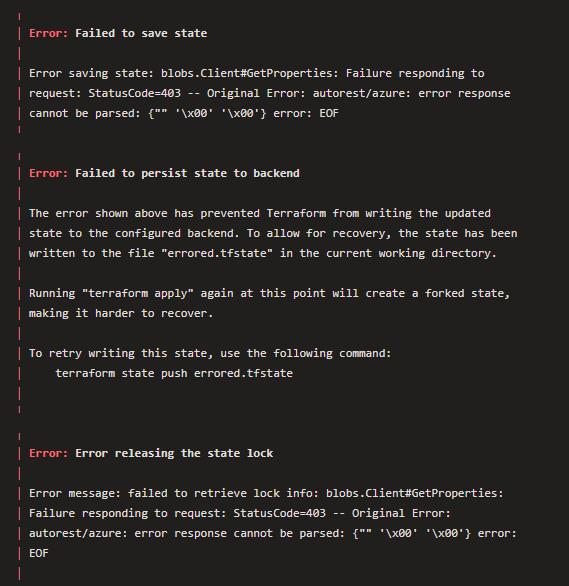 Error: Failed to save state
Error saving state: blobs.Client#GetProperties: Failure responding to
request: StatusCode=403 -- Original Error: autorest/azure: error response
cannot be parsed: {"" '\x00' '\x00'} error: EOF
Error: Failed to persist state to backend
The error shown above has prevented Terraform from writing the updated
state to the configured backend. To allow for recovery, the state has been
written to the file "errored.tfstate" in the current working directory.
Running "terraform apply" again at this point will create a forked state,
making it harder to recover.
To retry writing this state, use the following command:
terraform state push errored.tfstate
Error: Error releasing the state lock
Error message: failed to retrieve lock info: blobs.Client#GetProperties:
Failure responding to request: StatusCode=403 -- Original Error:
autorest/azure: error response cannot be parsed: {"" '\x00' '\x00'} error:
EOF